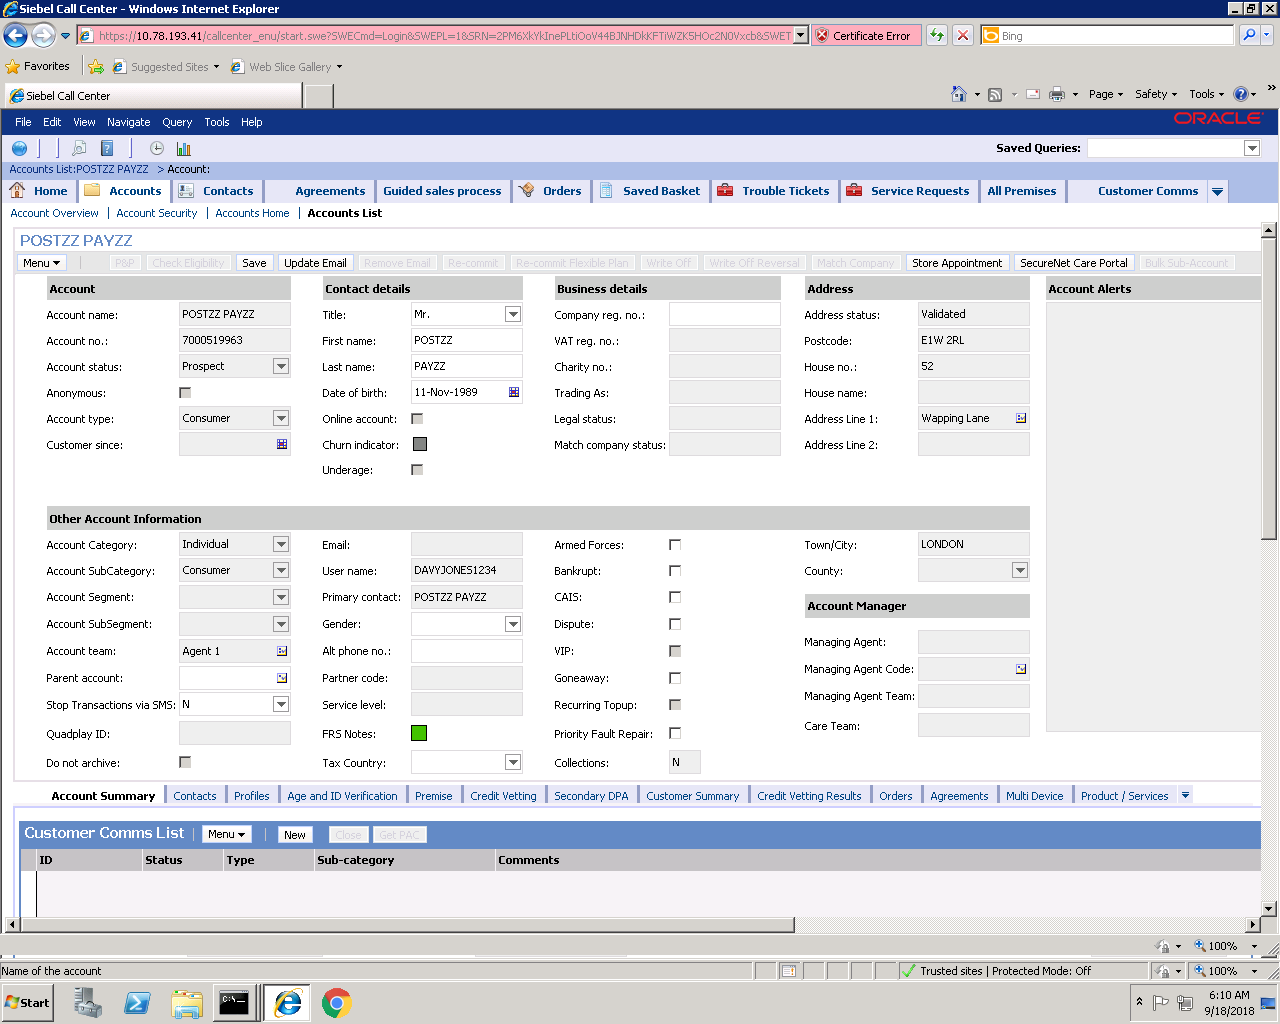 Siebel Call Center - Windows Internet Explorer
https://10.78.193.41/callcenter_enu/start.swe?SWECmd=Login&SWEPL=1&SRN=2PM6XkYkInePLtiOoV44BJNHDkKFTiWZK5HOc2N0Vxcb&SWET
Certificate Error
Bing
Favorites
Suggested Sites
Web Slice Gallery
Siebel Call Center
Page
Safety
Tools
»
File Edit View Navigate Query Tools Help
ORACLE
Saved Queries:
Accounts List:POSTZZ PAYZZ > Account:
Home Accounts Contacts Agreements Guided sales process Orders Saved Basket Trouble Tickets Service Requests All Premises Customer Comms
Account Overview | Account Security | Accounts Home | Accounts List
POSTZZ PAYZZ
Menu P&P Check Eligibility Save Update Email Remove Email Re-commit Re-commit Flexible Plan Write Off Write Off Reversal Match Company Store Appointment SecureNet Care Portal Bulk Sub-Account
Account Contact details Business details Address Account Alerts
Account name: POSTZZ PAYZZ Title: Mr. Company reg. no.: Address status: Validated
Account no.: 7000519963 First name: POSTZZ VAT reg. no.: Postcode: E1W 2RL
Account status: Prospect Last name: PAYZZ Charity no.: House no.: 52
Anonymous: Date of birth: 11-Nov-1989 Trading As: House name:
Account type: Consumer Online account: Legal status: Address Line 1: Wapping Lane
Customer since: Churn indicator: Match company status: Address Line 2:
Underage:
Other Account Information
Account Category: Individual Email: Armed Forces: Town/City: LONDON
Account SubCategory: Consumer User name: DAVYJONES1234 Bankrupt: County:
Account Segment: Primary contact: POSTZZ PAYZZ CAIS: Account Manager
Account SubSegment: Gender: Dispute:
Account team: Agent 1 Alt phone no.: VIP: Managing Agent:
Parent account: Partner code: Goneaway: Managing Agent Code:
Stop Transactions via SMS: N Service level: Recurring Topup: Managing Agent Team:
Quadplay ID: FRS Notes: Priority Fault Repair: Care Team:
Do not archive: Tax Country: Collections: N
Account Summary Contacts Profiles Age and ID Verification Premise Credit Vetting Secondary DPA Customer Summary Credit Vetting Results Orders Agreements Multi Device Product / Services
Customer Comms List Menu New Close Get PAC
ID Status Type Sub-category Comments
100%
Name of the account
Trusted sites | Protected Mode: Off
100%
Start
C:\.
6:10 AM
9/18/2018